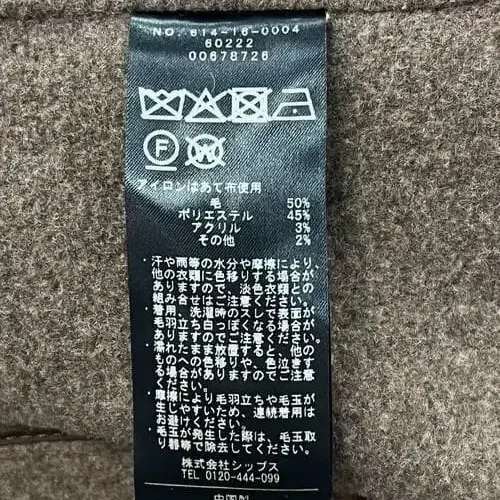 NO. 614-16-0004
60222
00678726
F
W
アイロンはあて布使用
毛 50%
ポリエステル 45%
アクリル 3%
その他 2%
・汗や雨等の水分や摩擦により、
他の衣類に色移りする場合が
ありますので、淡色衣類との
組み合せはご注意ください。
・着用、洗濯時のスレで表面が
毛羽立ち白っぽくなる場合が
ありますのでご注意ください。
・濡れたまま放置すると、他の
ものへの色移りや、色泣きす
る場合がありますのでご注意
ください。
・摩擦により毛羽立ちや毛玉が
生じやすいため、連続着用は
お避けください。
・毛玉が発生した際は、毛玉取
り器等で除去してください。
株式会社シップス
TEL 0120-444-099
中国製